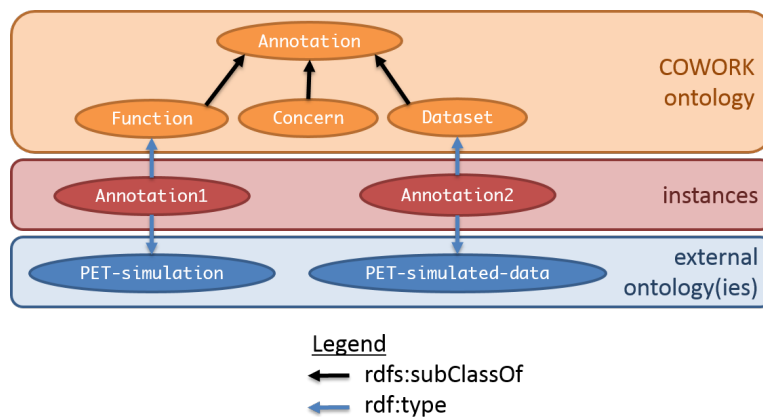 Annotation
COWORK
ontology
Function
Concern
Dataset
Annotation1
Annotation2
instances
PET-simulation
PET-simulated-data
external
ontology(ies)
Legend
rdfs:subClassOf
rdf:type